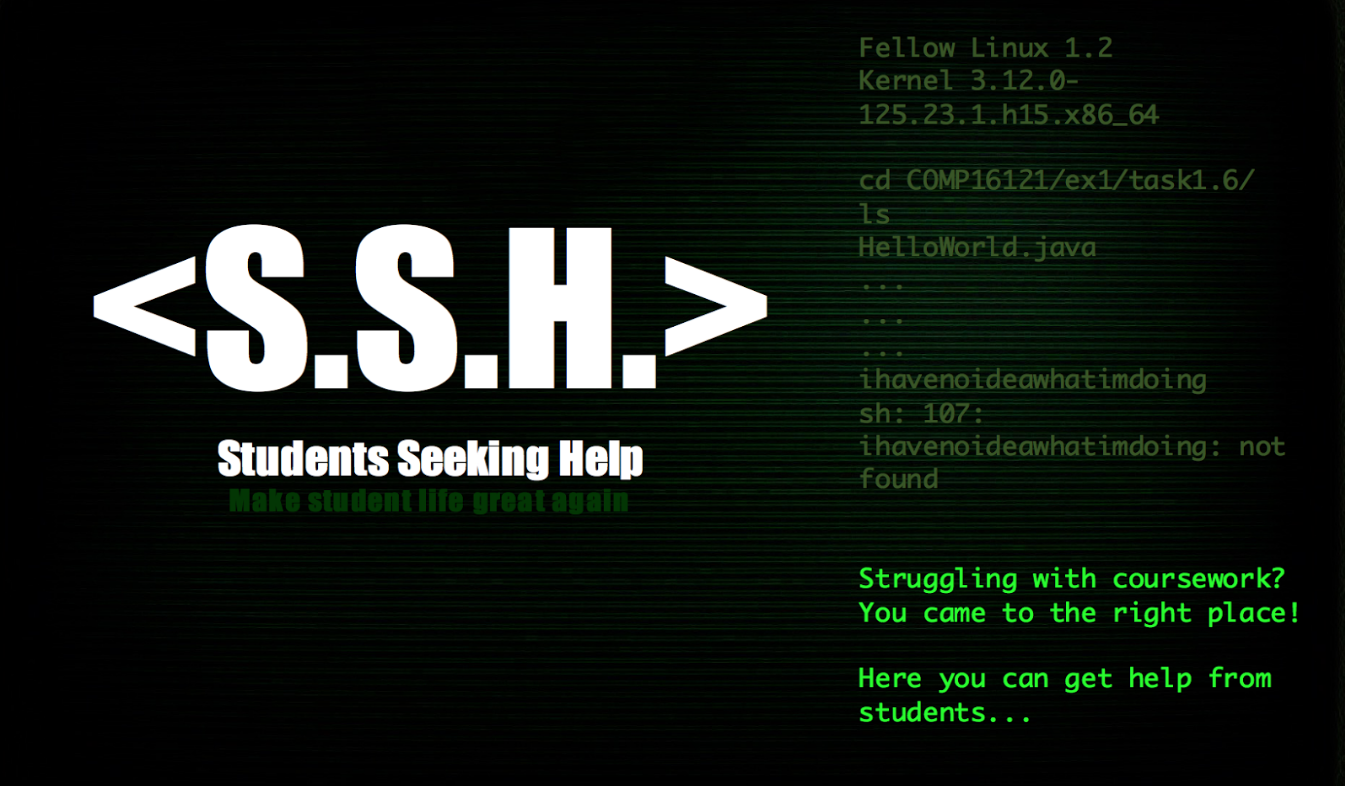 <S.S.H.>
Students Seeking Help
Make student life great again
Fellow Linux 1.2
Kernel 3.12.0-
125.23.1.h15.x86_64
cd COMP16121/ex1/task1.6/
ls
HelloWorld.java
...
...
...
ihavenoideawhatimdoing
sh: 107:
ihavenoideawhatimdoing: not
found
Struggling with coursework?
You came to the right place!
Here you can get help from
students...